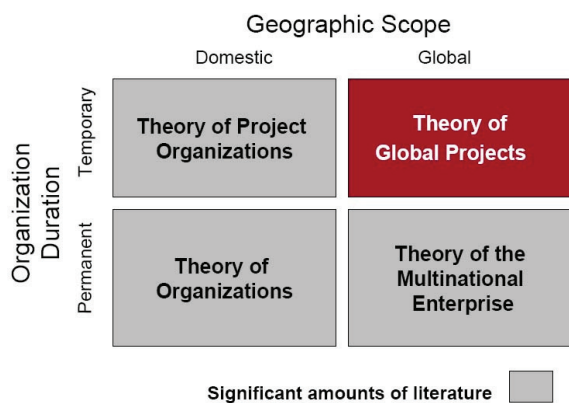 Geographic Scope
Domestic
Global
Organization
Duration
Temporary
Theory of Project
Organizations
Theory of
Global Projects
Permanent
Theory of
Organizations
Theory of the
Multinational
Enterprise
Significant amounts of literature